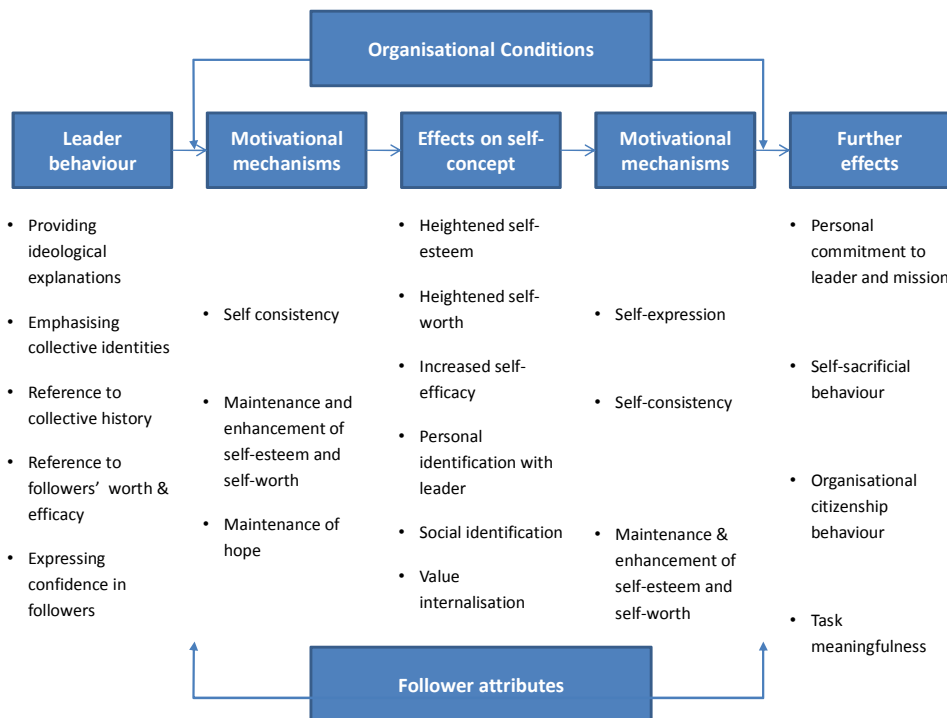 Organisational Conditions
Leader
behaviour
Motivational
mechanisms
Effects on self-
concept
Motivational
mechanisms
Further
effects
• Providing
ideological
explanations
• Emphasising
collective identities
• Reference to
collective history
• Reference to
followers' worth &
efficacy
• Expressing
confidence in
followers
• Self consistency
• Maintenance and
enhancement of
self-esteem and
self-worth
• Maintenance of
hope
• Heightened self-
esteem
• Heightened self-
worth
• Increased self-
efficacy
• Personal
identification with
leader
• Social identification
• Value
internalisation
• Self-expression
• Self-consistency
• Maintenance &
enhancement of
self-esteem and
self-worth
• Personal
commitment to
leader and mission
• Self-sacrificial
behaviour
• Organisational
citizenship
behaviour
• Task
meaningfulness
Follower attributes